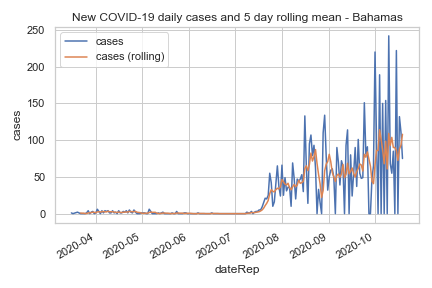 New COVID-19 daily cases and 5 day rolling mean - Bahamas
cases
cases (rolling)
250
200
150
100
50
0
cases
2020-04
2020-05
2020-06
2020-07
2020-08
2020-09
2020-10
dateRep